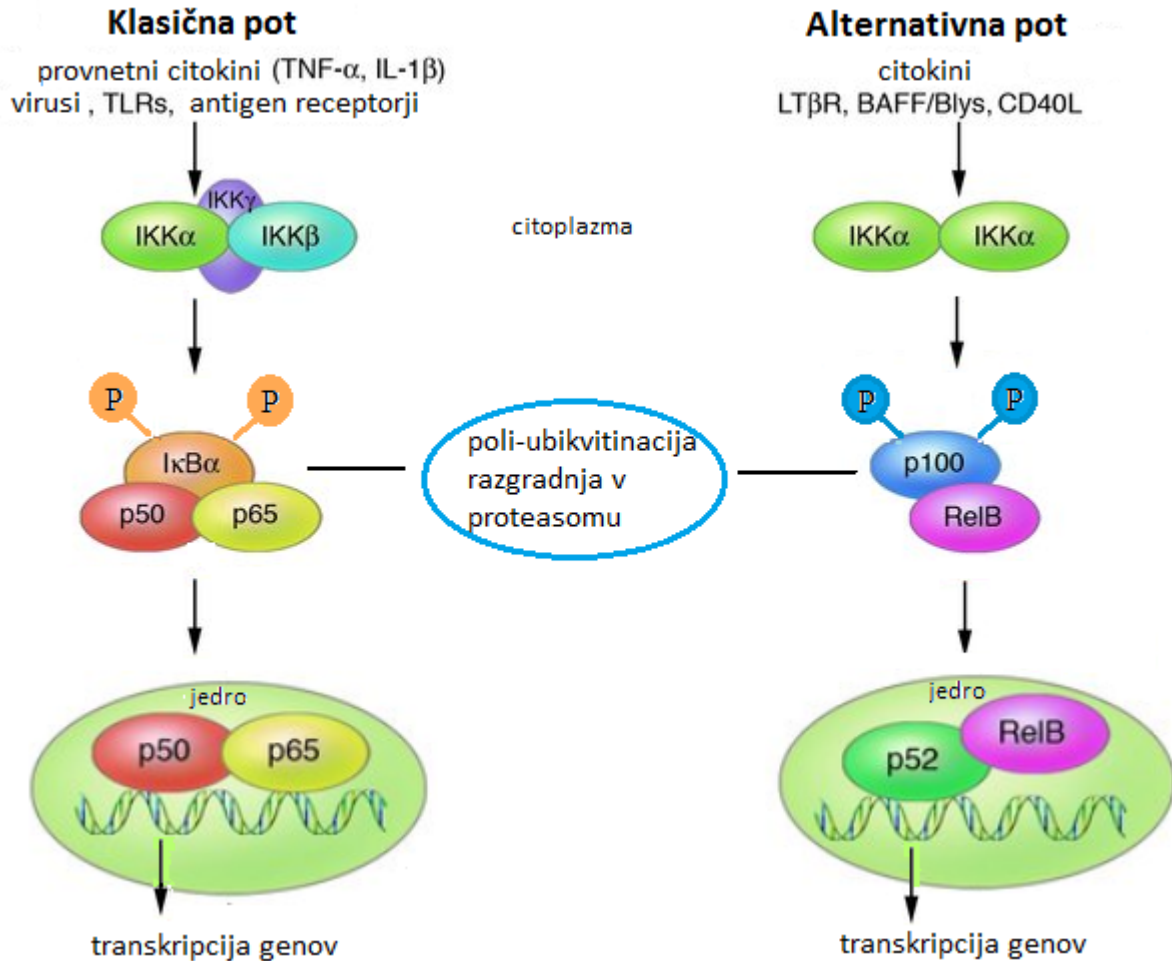 Klasična pot
provnetni citokini (TNF-α, IL-1β)
virusi , TLRs, antigen receptorji
IKKγ
IKKα
IKKβ
P
P
IκBα
p50
p65
jedro
p50
p65
transkripcija genov
citoplazma
poli-ubikvitinacija
razgradnja v
proteasomu
Alternativna pot
citokini
LTβR, BAFF/Blys, CD40L
IKKα
IKKα
P
P
p100
RelB
jedro
RelB
p52
transkripcija genov